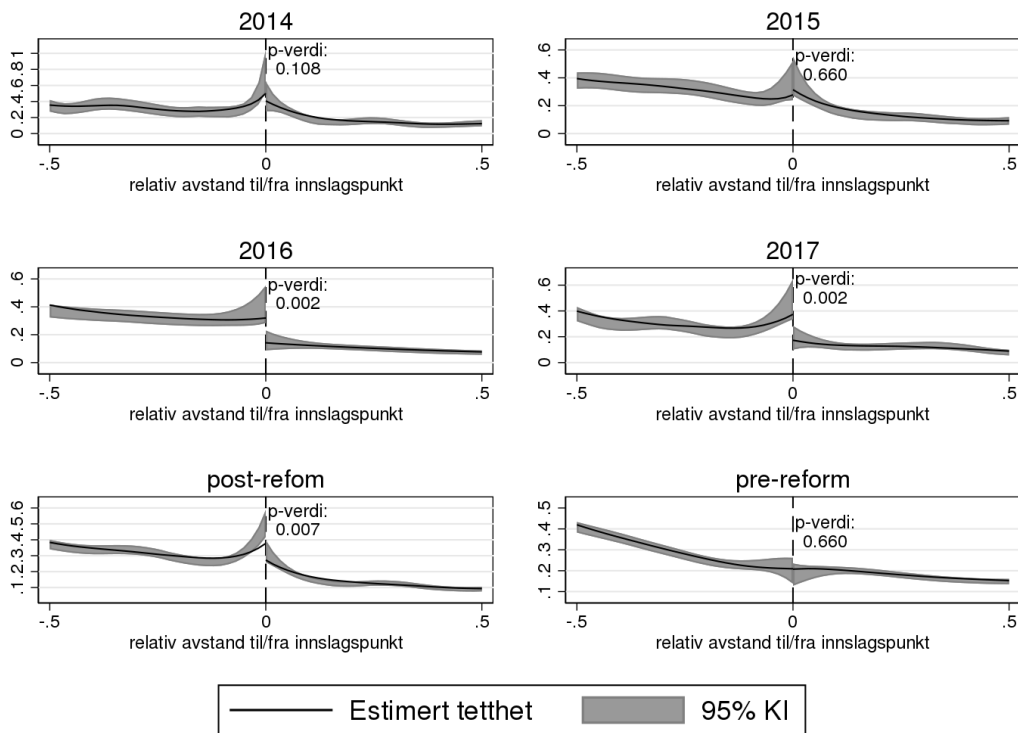 2014
p-verdi:
0.108
0 .2 .4 .6 .8 1
-.5 0 .5
relativ avstand til/fra innslagspunkt
2015
p-verdi:
0.660
0 .2 .4 .6
-.5 0 .5
relativ avstand til/fra innslagspunkt
2016
p-verdi:
0.002
0 .2 .4 .6
-.5 0 .5
relativ avstand til/fra innslagspunkt
2017
p-verdi:
0.002
0 .2 .4 .6
-.5 0 .5
relativ avstand til/fra innslagspunkt
post-refom
p-verdi:
0.007
.1 .2 .3 .4 .5 .6
-.5 0 .5
relativ avstand til/fra innslagspunkt
pre-reform
p-verdi:
0.660
.1 .2 .3 .4 .5
-.5 0 .5
relativ avstand til/fra innslagspunkt
Estimert tetthet 95% KI